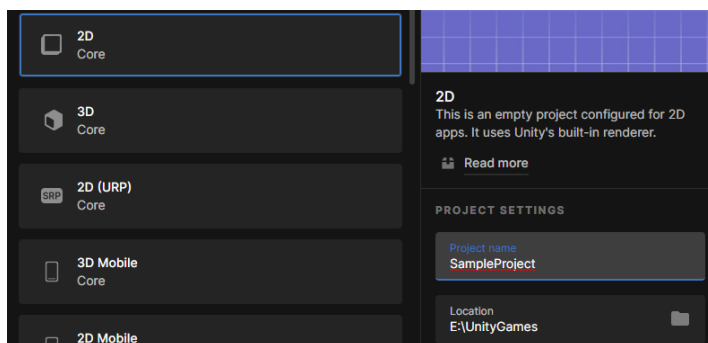 2D
Core
3D
Core
SRP
2D (URP)
Core
3D Mobile
Core
2D Mobile
2D
This is an empty project configured for 2D
apps. It uses Unity's built-in renderer.
Read more
PROJECT SETTINGS
Project name
SampleProject
Location
E:\UnityGames